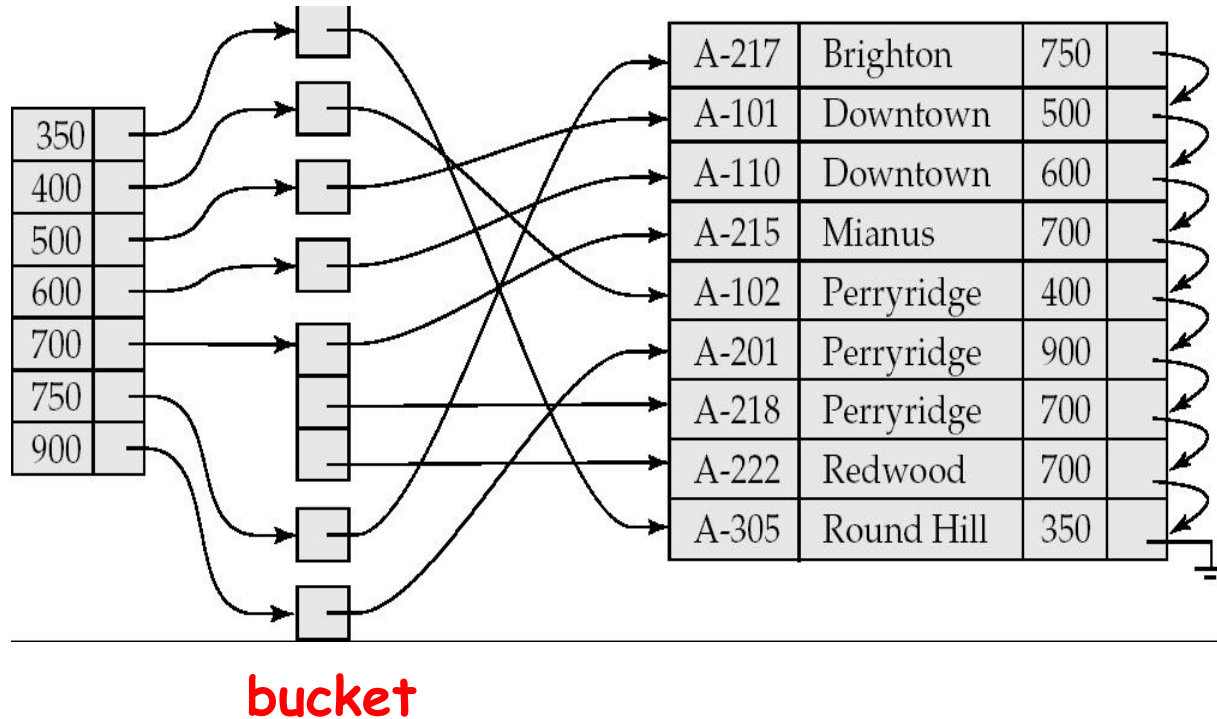 350
400
500
600
700
750
900
A-217 Brighton 750
A-101 Downtown 500
A-110 Downtown 600
A-215 Mianus 700
A-102 Perryridge 400
A-201 Perryridge 900
A-218 Perryridge 700
A-222 Redwood 700
A-305 Round Hill 350
bucket